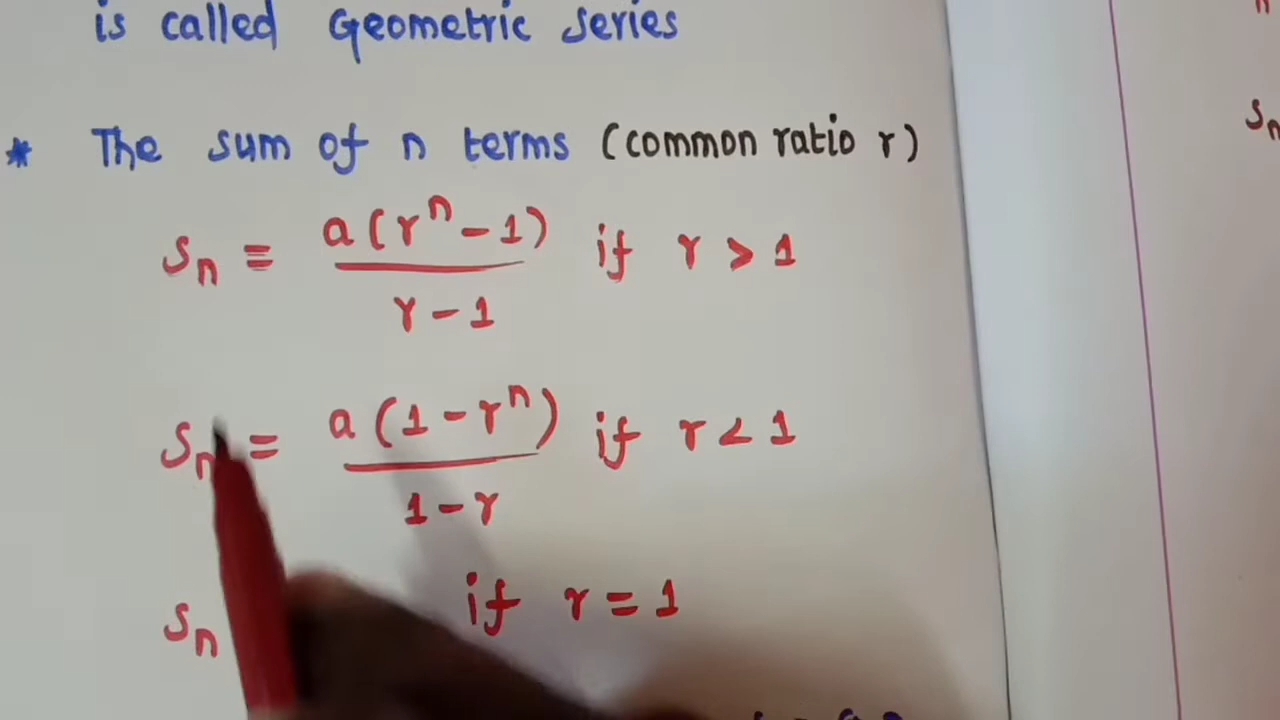 is called Geometric series
* The sum of n terms (common ratio r)
Sn = a(r^n - 1) / r - 1 if r > 1
Sn = a(1 - r^n) / 1 - r if r < 1
Sn if r = 1
Sn